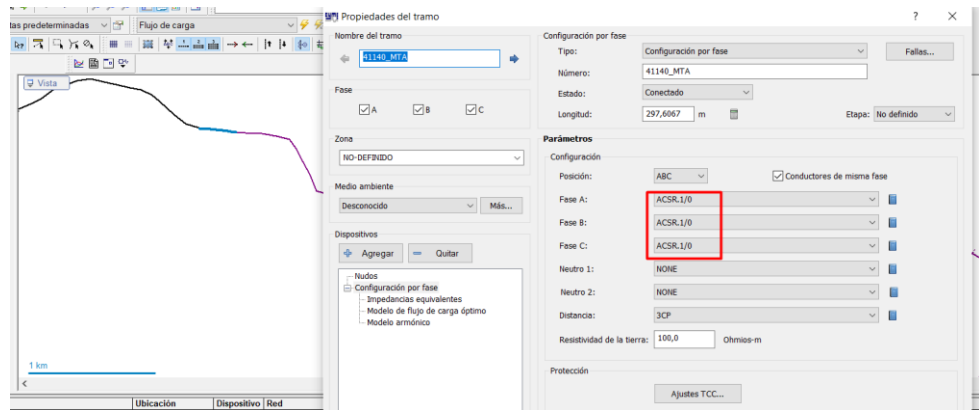 tas predeterminadas
Flujo de carga
Vista
1 km
Ubicación Dispositivo Red
Propiedades del tramo
? ×
Nombre del tramo
41140_MTA
Fase
A B C
Zona
NO-DEFINIDO
Medio ambiente
Desconocido Más...
Dispositivos
Agregar Quitar
Nudos
Configuración por fase
Impedancias equivalentes
Modelo de flujo de carga óptimo
Modelo armónico
Configuración por fase
Tipo: Configuración por fase Fallas...
Número: 41140_MTA
Estado: Conectado
Longitud: 297,6067 m Etapa: No definido
Parámetros
Configuración
Posición: ABC Conductores de misma fase
Fase A: ACSR.1/0
Fase B: ACSR.1/0
Fase C: ACSR.1/0
Neutro 1: NONE
Neutro 2: NONE
Distancia: 3CP
Resistividad de la tierra: 100,0 Ohmios-m
Protección
Ajustes TCC...